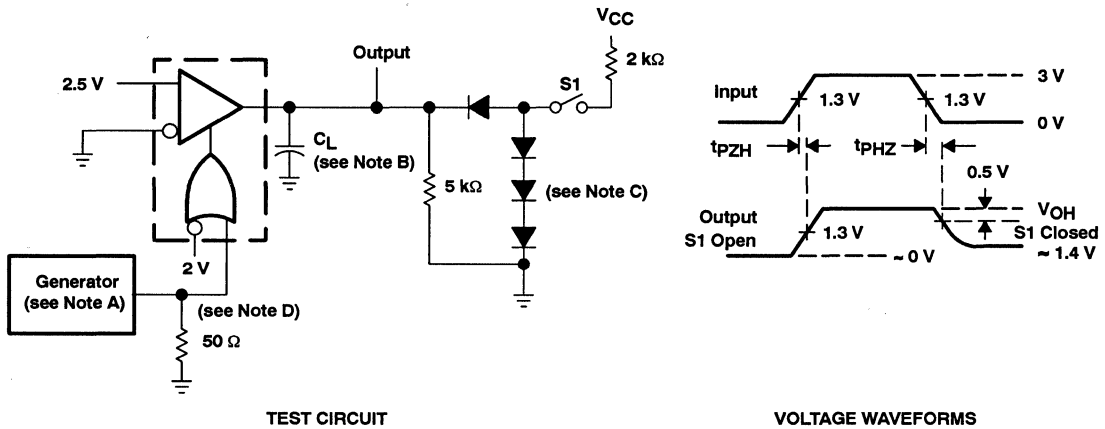 VCC
2 kΩ
Output
S1
2.5 V
CL
(see Note B)
5 kΩ
(see Note C)
2 V
Generator
(see Note A)
(see Note D)
50 Ω
TEST CIRCUIT
Input
1.3 V
1.3 V
3 V
0 V
tPZH
tPHZ
0.5 V
Output
S1 Open
1.3 V
~ 0 V
VOH
S1 Closed
~ 1.4 V
VOLTAGE WAVEFORMS